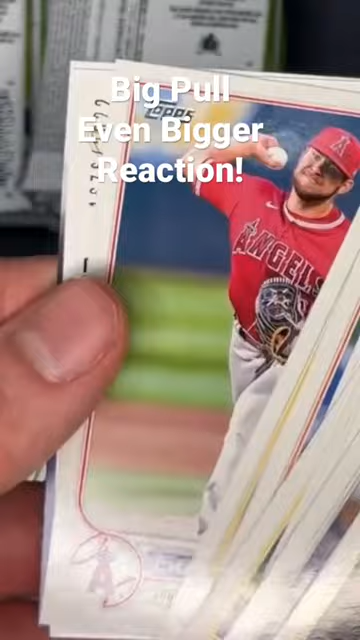 Big Pull
Even Bigger
Reaction!
TOPPS
ANGELS
A